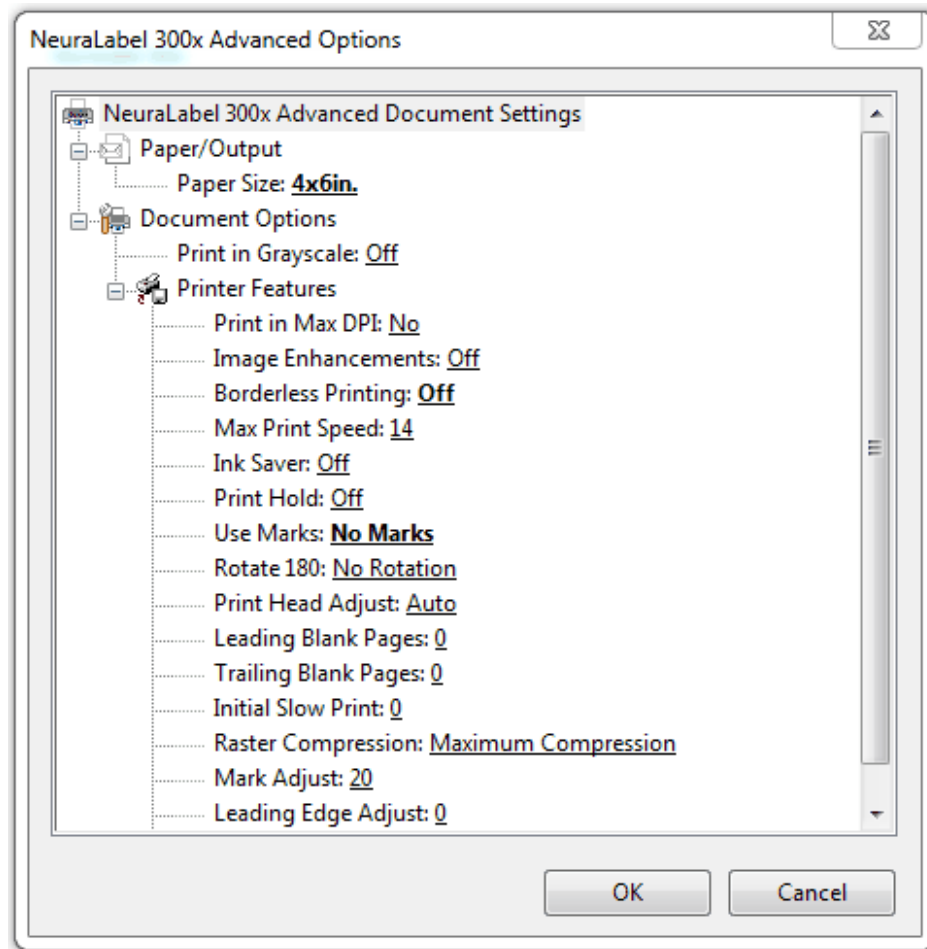 NeuraLabel 300x Advanced Options
NeuraLabel 300x Advanced Document Settings
Paper/Output
Paper Size: 4x6in.
Document Options
Print in Grayscale: Off
Printer Features
Print in Max DPI: No
Image Enhancements: Off
Borderless Printing: Off
Max Print Speed: 14
Ink Saver: Off
Print Hold: Off
Use Marks: No Marks
Rotate 180: No Rotation
Print Head Adjust: Auto
Leading Blank Pages: 0
Trailing Blank Pages: 0
Initial Slow Print: 0
Raster Compression: Maximum Compression
Mark Adjust: 20
Leading Edge Adjust: 0
OK Cancel